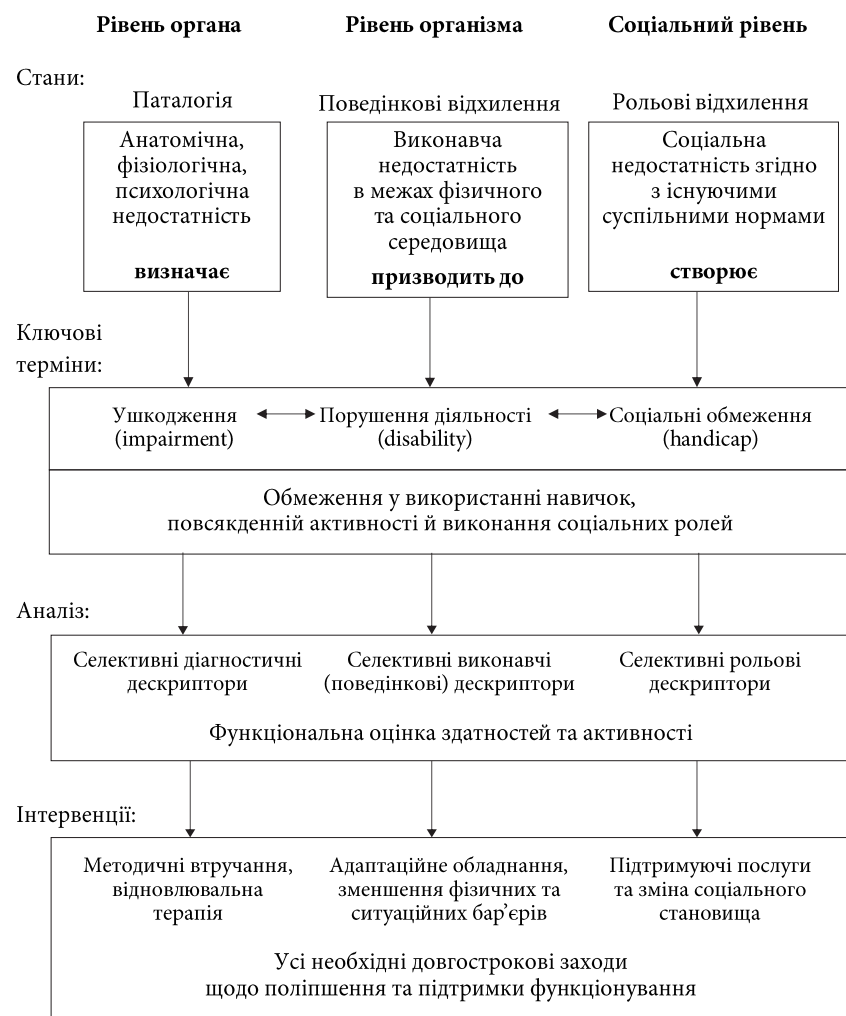 Рівень органа
Рівень організма
Соціальний рівень
Стани:
Паталогія
Поведінкові відхилення
Рольові відхилення
Анатомічна,
фізіологічна,
психологічна
недостатність
визначає
Виконавча
недостатність
в межах фізичного
та соціального
середовища
призводить до
Соціальна
недостатність згідно
з існуючими
суспільними нормами
створює
Ключові
терміни:
Ушкодження
(impairment)
Порушення діяльності
(disability)
Соціальні обмеження
(handicap)
Обмеження у використанні навичок,
повсякденній активності й виконання соціальних ролей
Аналіз:
Селективні діагностичні
дескриптори
Селективні виконавчі
(поведінкові) дескриптори
Селективні рольові
дескриптори
Функціональна оцінка здатностей та активності
Інтервенції:
Методичні втручання,
відновлювальна
терапія
Адаптаційне обладнання,
зменшення фізичних та
ситуаційних бар’єрів
Підтримуючі послуги
та зміна соціального
становища
Усі необхідні довгострокові заходи
щодо поліпшення та підтримки функціонування